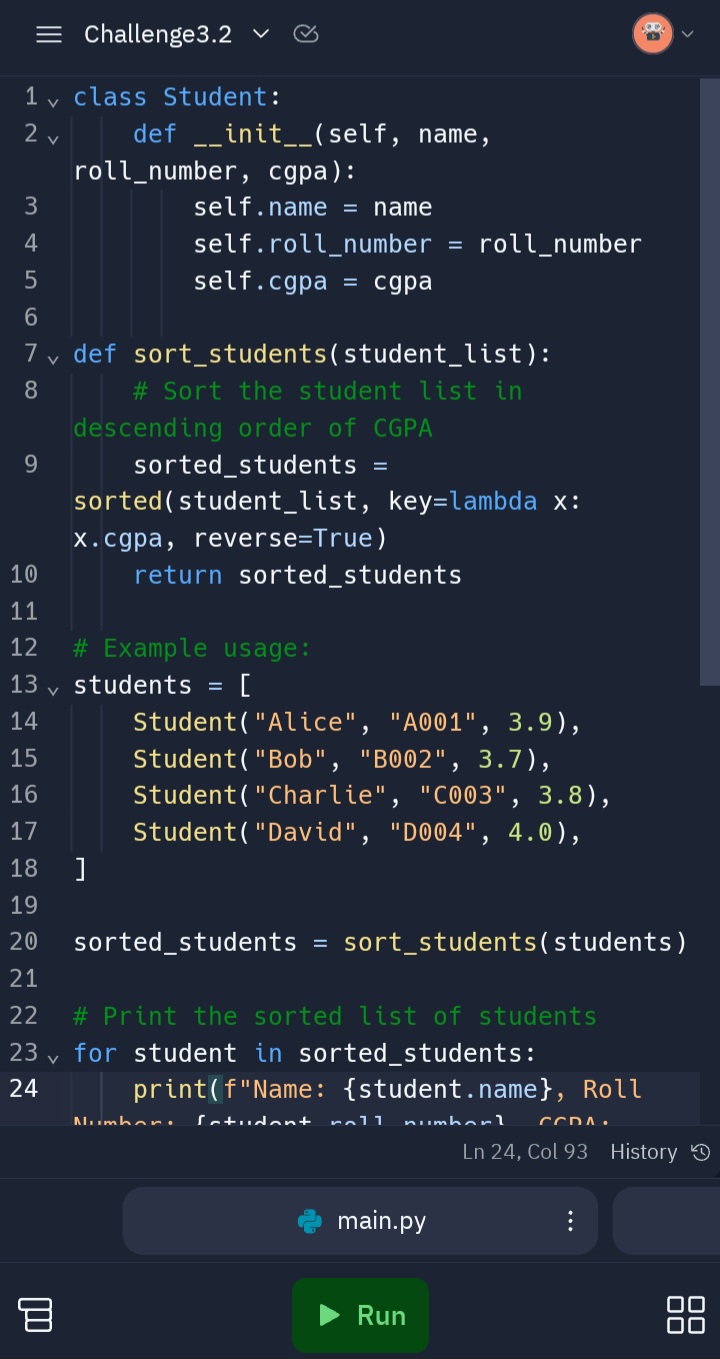 Challenge3.2
1 class Student:
2     def __init__(self, name,
roll_number, cgpa):
3         self.name = name
4         self.roll_number = roll_number
5         self.cgpa = cgpa
6
7 def sort_students(student_list):
8     # Sort the student list in
descending order of CGPA
9     sorted_students =
sorted(student_list, key=lambda x:
x.cgpa, reverse=True)
10     return sorted_students
11
12 # Example usage:
13 students = [
14     Student("Alice", "A001", 3.9),
15     Student("Bob", "B002", 3.7),
16     Student("Charlie", "C003", 3.8),
17     Student("David", "D004", 4.0),
18 ]
19
20 sorted_students = sort_students(students)
21
22 # Print the sorted list of students
23 for student in sorted_students:
24     print(f"Name: {student.name}, Roll
Number: {student.roll_number}, CGPA:
Ln 24, Col 93 History
main.py
Run